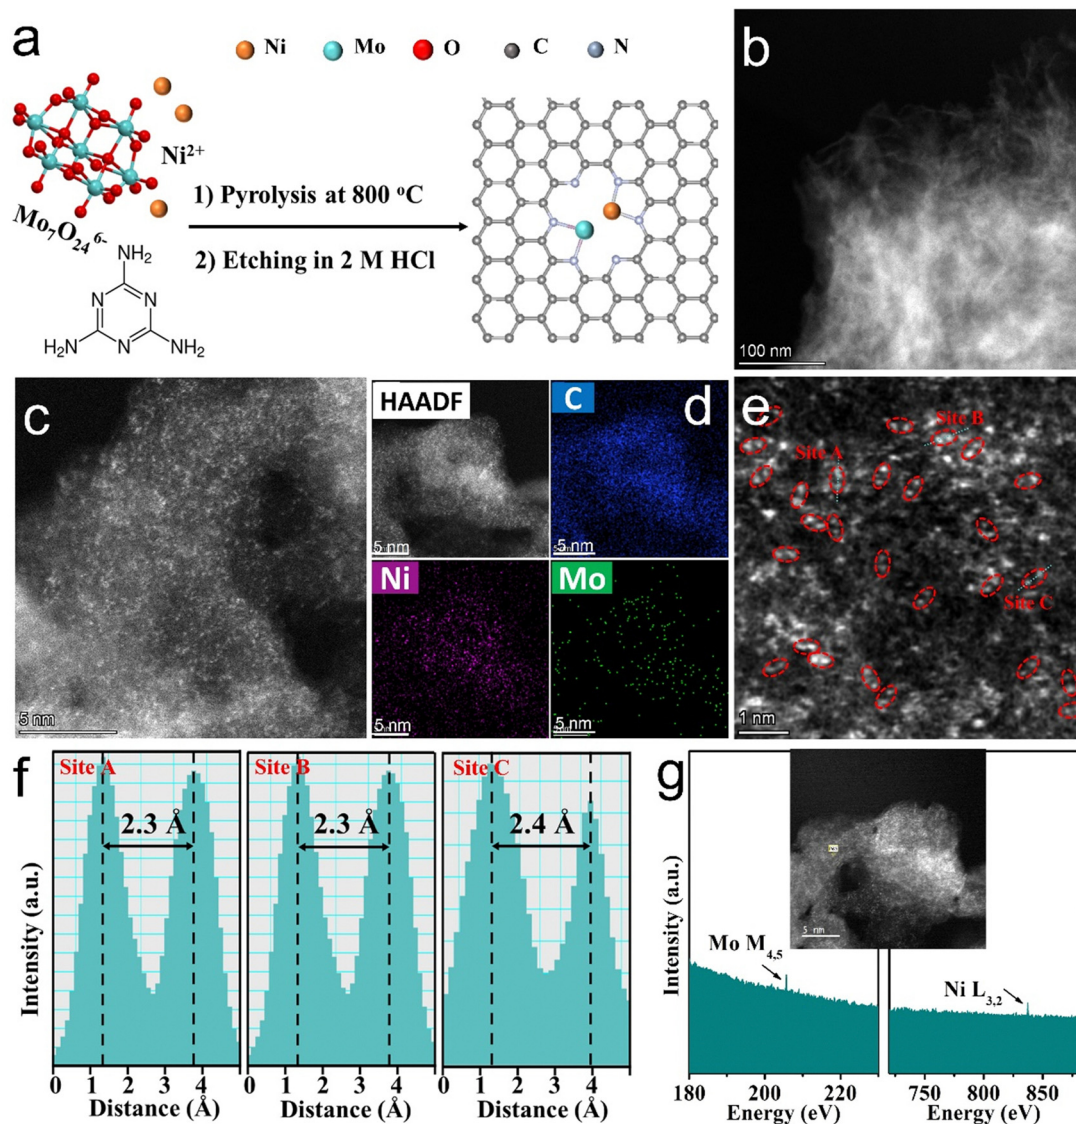 a
Ni
Mo
O
C
N
Ni²⁺
Mo₇O₂₄⁶⁻
1) Pyrolysis at 800 °C
2) Etching in 2 M HCl
NH₂
N
N
N
H₂N
NH₂
b
100 nm
c
5 nm
HAADF
5 nm
C
d
5 nm
Ni
5 nm
Mo
5 nm
e
Site B
Site A
Site C
1 nm
f
Intensity (a.u.)
Site A
2.3 Å
0 1 2 3 4
Distance (Å)
Site B
2.3 Å
0 1 2 3 4
Distance (Å)
Site C
2.4 Å
0 1 2 3 4
Distance (Å)
g
5 nm
Intensity (a.u.)
Mo M₄,₅
Ni L₃,₂
180 200 220
Energy (eV)
750 800 850
Energy (eV)